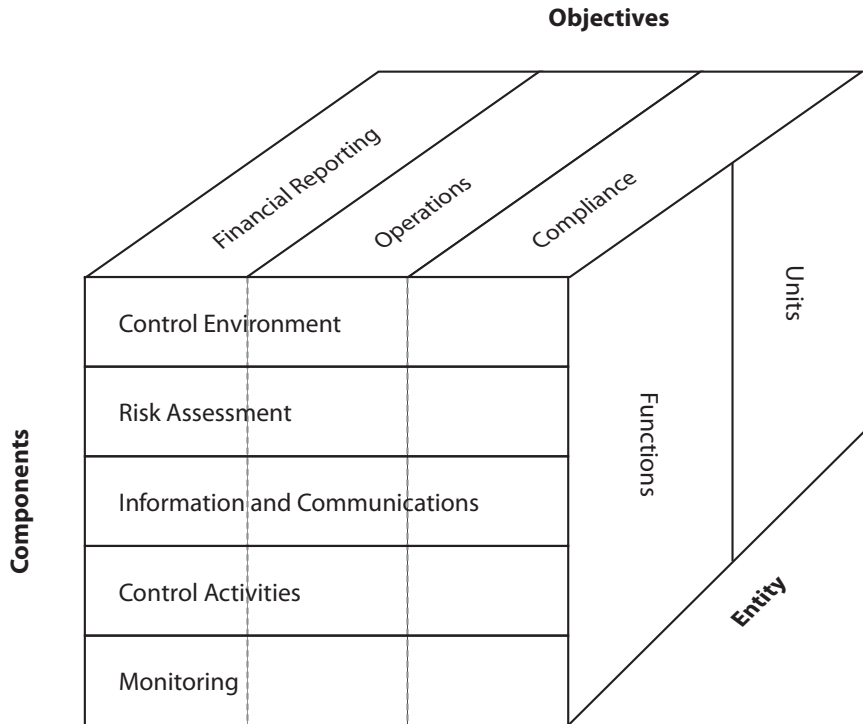 Objectives
Financial Reporting
Operations
Compliance
Control Environment
Risk Assessment
Information and Communications
Control Activities
Monitoring
Components
Functions
Units
Entity